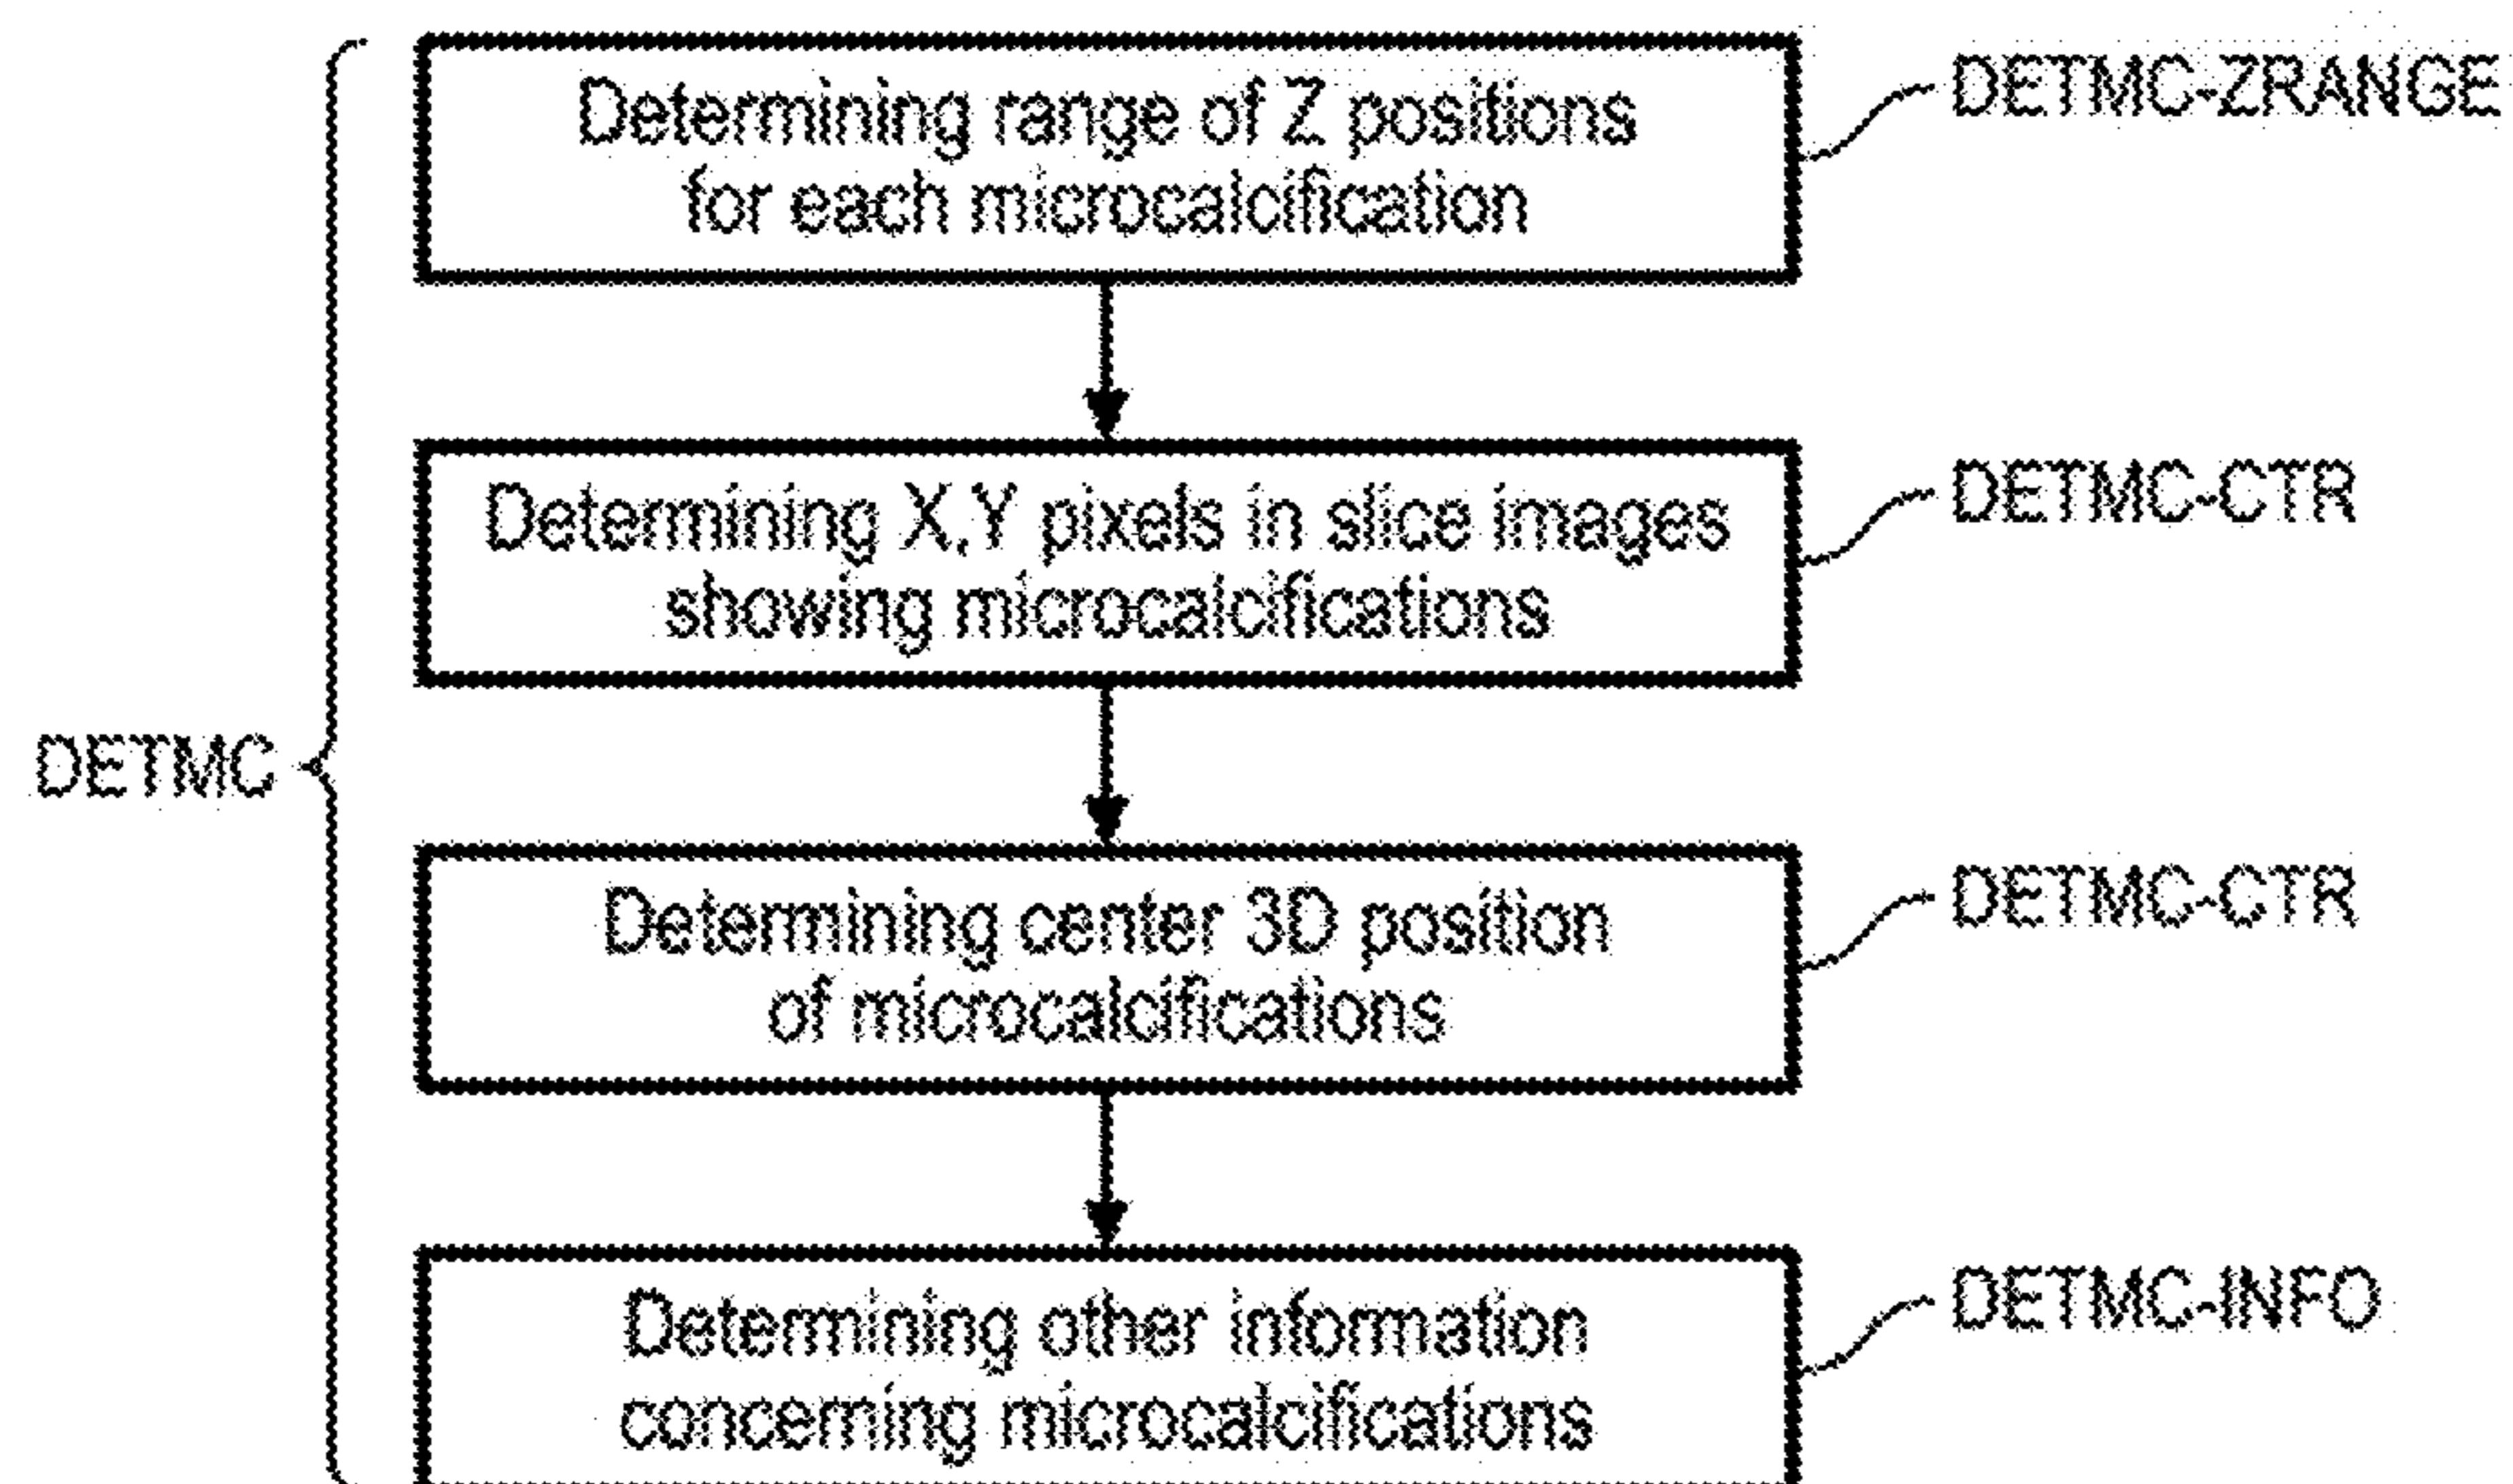 Determining range of Z positions
for each microcalcification
DETMC-ZRANGE
Determining X,Y pixels in slice images
showing microcalcifications
DETMC-CTR
DETMC
Determining center 3D position
of microcalcifications
DETMC-CTR
Determining other information
concerning microcalcifications
DETMC-INFO